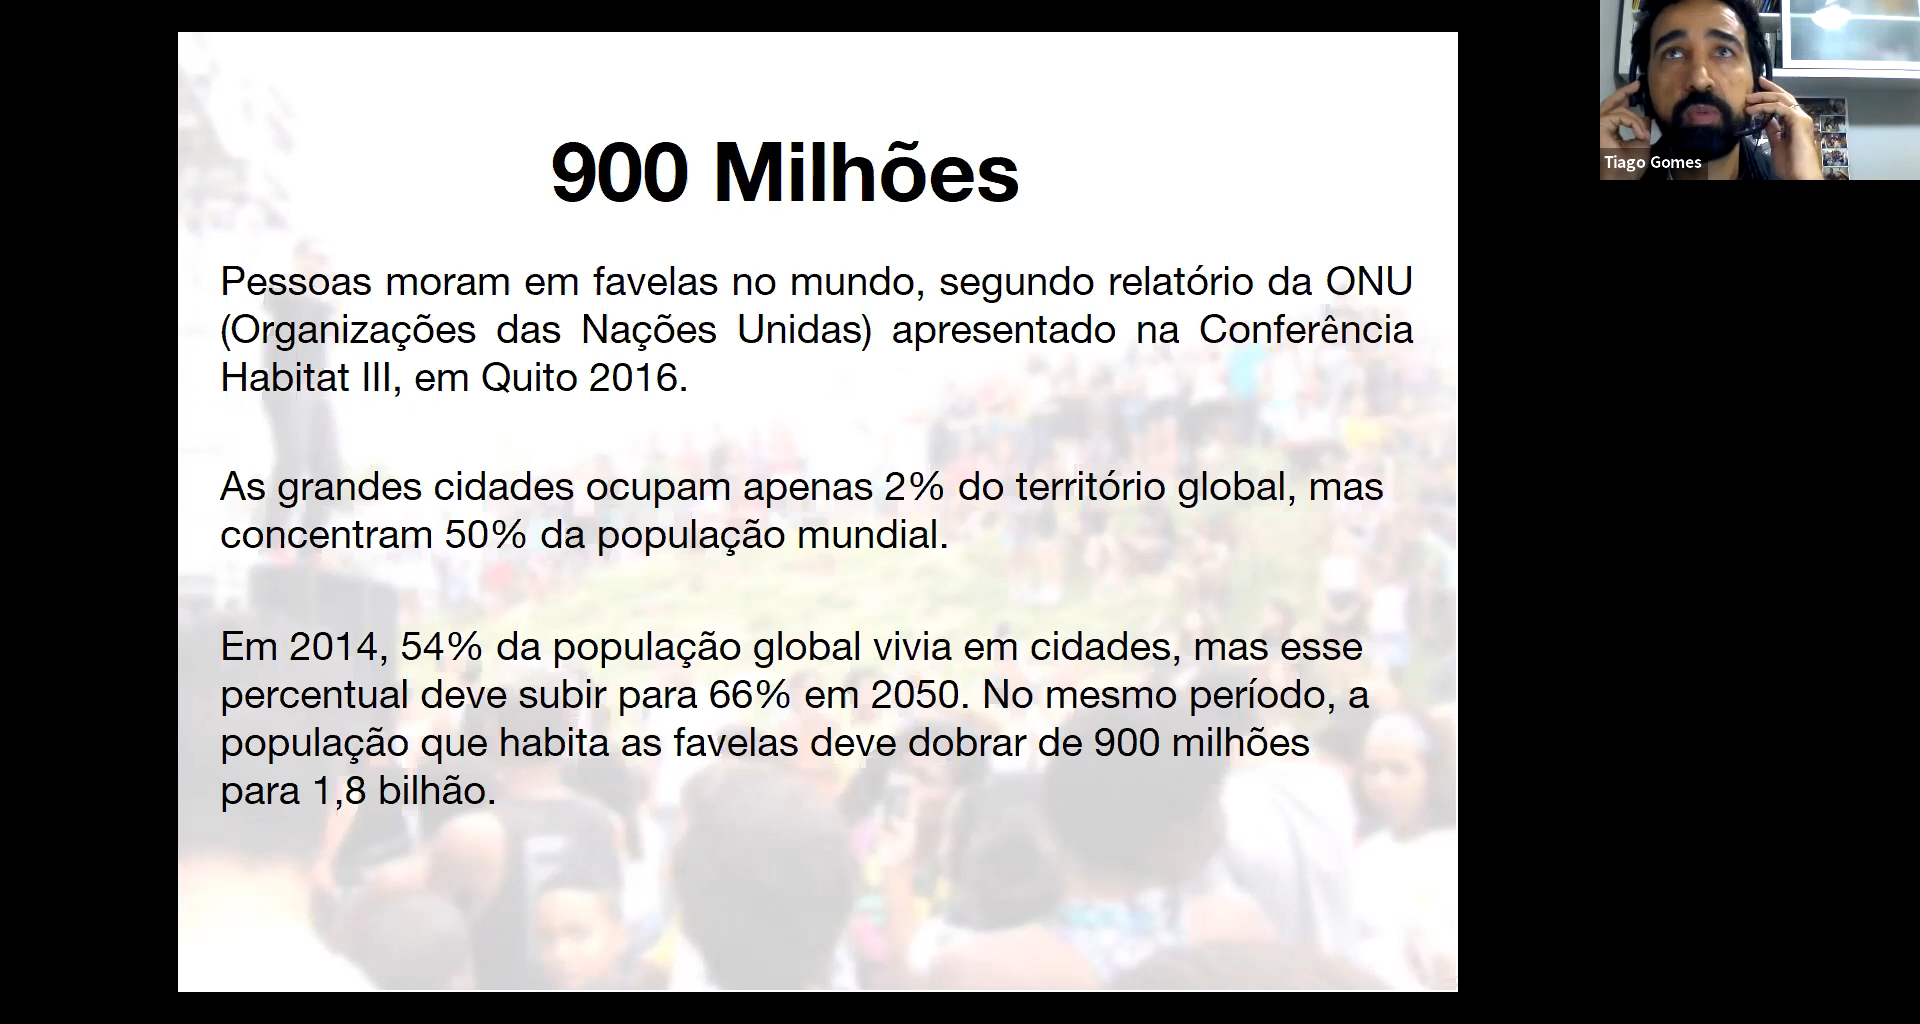 900 Milhões
Pessoas moram em favelas no mundo, segundo relatório da ONU
(Organizações das Nações Unidas) apresentado na Conferência
Habitat III, em Quito 2016.
As grandes cidades ocupam apenas 2% do território global, mas
concentram 50% da população mundial.
Em 2014, 54% da população global vivia em cidades, mas esse
percentual deve subir para 66% em 2050. No mesmo período, a
população que habita as favelas deve dobrar de 900 milhões
para 1,8 bilhão.
Tiago Gomes